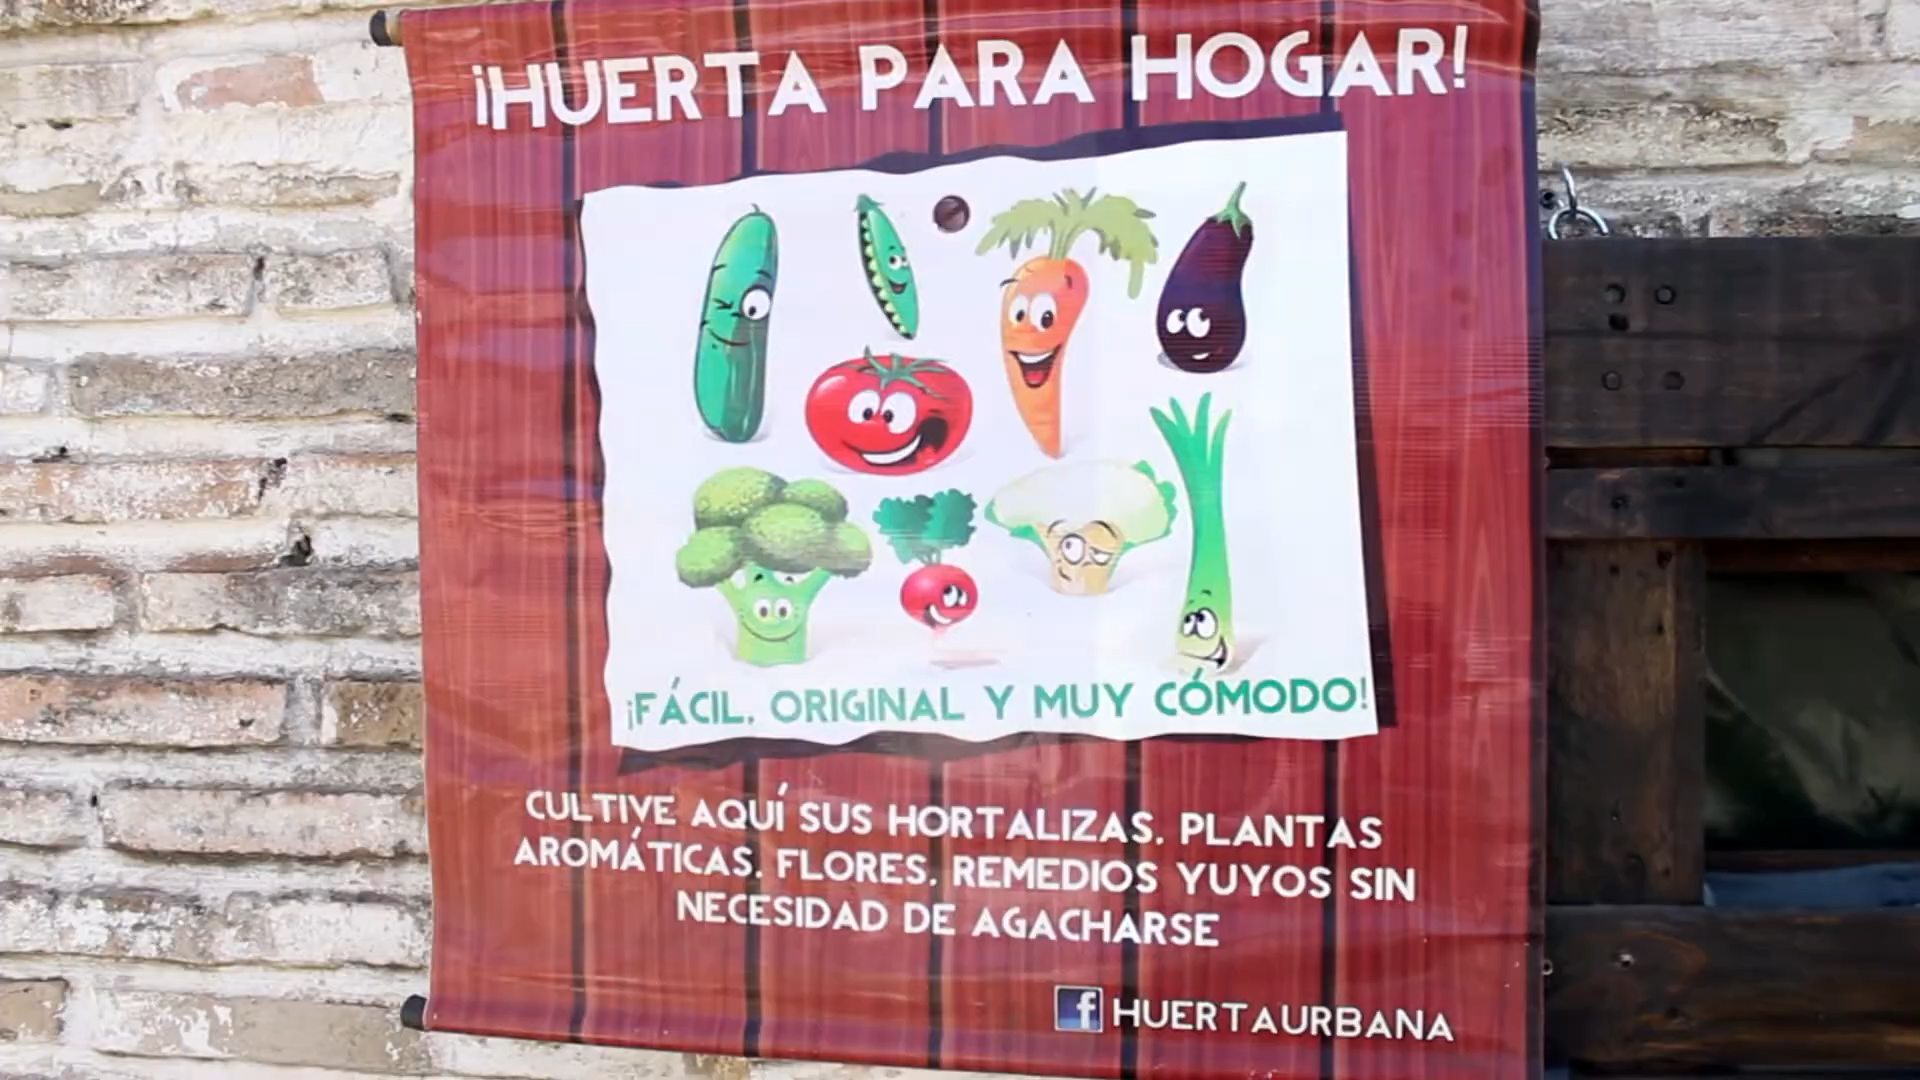 ¡HUERTA PARA HOGAR!
¡FÁCIL, ORIGINAL Y MUY CÓMODO!
CULTIVE AQUÍ SUS HORTALIZAS, PLANTAS
AROMÁTICAS, FLORES, REMEDIOS YUYOS SIN
NECESIDAD DE AGACHARSE
f HUERTAURBANA